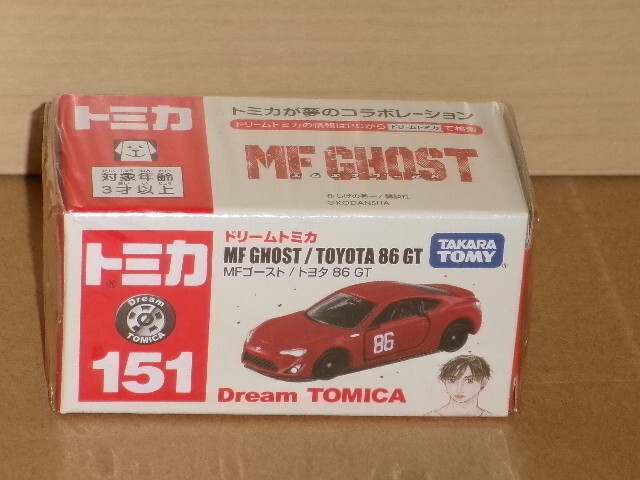 トミカ
対象年齢
3才以上
トミカが夢のコラボレーション
ドリームトミカの情報はPCから ドリームトミカ で検索
MF GHOST
©しげの秀一/講談社
©KODANSHA
トミカ
Dream
TOMICA
151
ドリームトミカ
MF GHOST / TOYOTA 86 GT
MFゴースト / トヨタ 86 GT
TAKARA
TOMY
86
Dream TOMICA